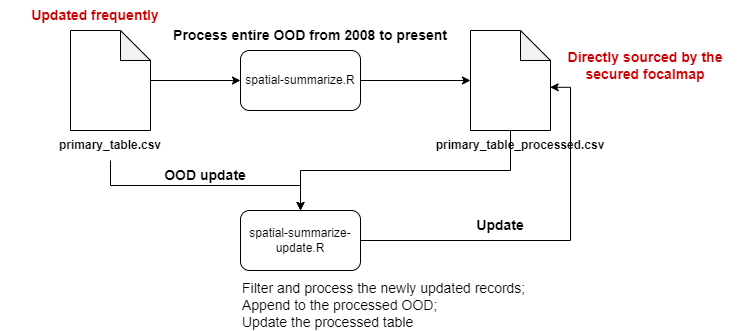 Updated frequently
Process entire OOD from 2008 to present
Directly sourced by the
secured focalmap
spatial-summarize.R
primary_table.csv
primary_table_processed.csv
OOD update
Update
spatial-summarize-
update.R
Filter and process the newly updated records;
Append to the processed OOD;
Update the processed table